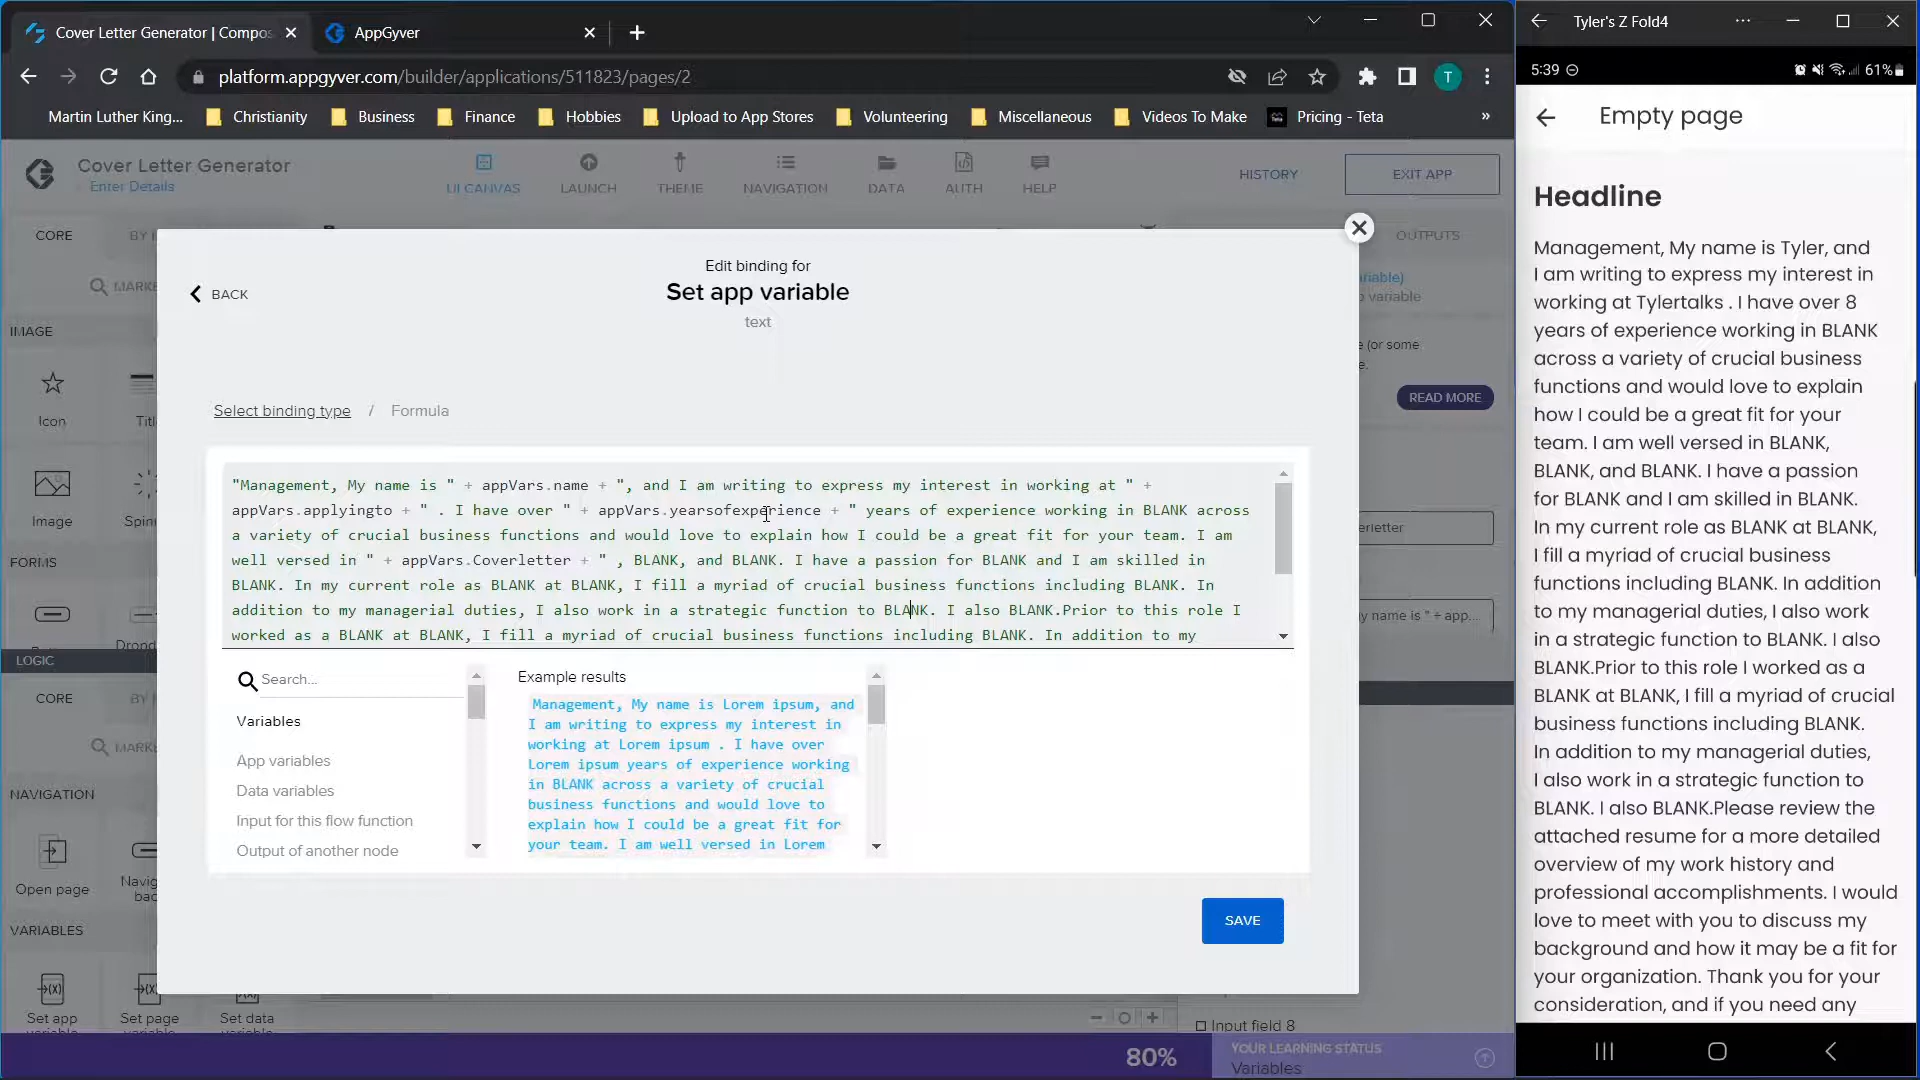 Cover Letter Generator | Compos
AppGyver
platform.appgyver.com/builder/applications/511823/pages/2
T
Martin Luther King...
Christianity
Business
Finance
Hobbies
Upload to App Stores
Volunteering
Miscellaneous
Videos To Make
Pricing - Teta
»
Cover Letter Generator
Enter Details
UI CANVAS
LAUNCH
THEME
NAVIGATION
DATA
AUTH
HELP
HISTORY
EXIT APP
CORE
OUTPUTS
IMAGE
Icon
Image
FORMS
LOGIC
CORE
NAVIGATION
Open page
VARIABLES
Set app
variable
Set page
variable
Set data
variable
READ MORE
Input field 8
80%
YOUR LEARNING STATUS
Variables
BACK
Edit binding for
Set app variable
text
Select binding type / Formula
"Management, My name is " + appVars.name + ", and I am writing to express my interest in working at " +
appVars.applyingto + " . I have over " + appVars.yearsofexperience + " years of experience working in BLANK across
a variety of crucial business functions and would love to explain how I could be a great fit for your team. I am
well versed in " + appVars.Coverletter + " , BLANK, and BLANK. I have a passion for BLANK and I am skilled in
BLANK. In my current role as BLANK at BLANK, I fill a myriad of crucial business functions including BLANK. In
addition to my managerial duties, I also work in a strategic function to BLANK. I also BLANK.Prior to this role I
worked as a BLANK at BLANK, I fill a myriad of crucial business functions including BLANK. In addition to my
Search...
Variables
App variables
Data variables
Input for this flow function
Output of another node
Example results
Management, My name is Lorem ipsum, and
I am writing to express my interest in
working at Lorem ipsum . I have over
Lorem ipsum years of experience working
in BLANK across a variety of crucial
business functions and would love to
explain how I could be a great fit for
your team. I am well versed in Lorem
SAVE
Tyler's Z Fold4
5:39
61%
Empty page
Headline
Management, My name is Tyler, and
I am writing to express my interest in
working at Tylertalks . I have over 8
years of experience working in BLANK
across a variety of crucial business
functions and would love to explain
how I could be a great fit for your
team. I am well versed in BLANK,
BLANK, and BLANK. I have a passion
for BLANK and I am skilled in BLANK.
In my current role as BLANK at BLANK,
I fill a myriad of crucial business
functions including BLANK. In addition
to my managerial duties, I also work
in a strategic function to BLANK. I also
BLANK.Prior to this role I worked as a
BLANK at BLANK, I fill a myriad of crucial
business functions including BLANK.
In addition to my managerial duties,
I also work in a strategic function to
BLANK. I also BLANK.Please review the
attached resume for a more detailed
overview of my work history and
professional accomplishments. I would
love to meet with you to discuss my
background and how it may be a fit for
your organization. Thank you for your
consideration, and if you need any